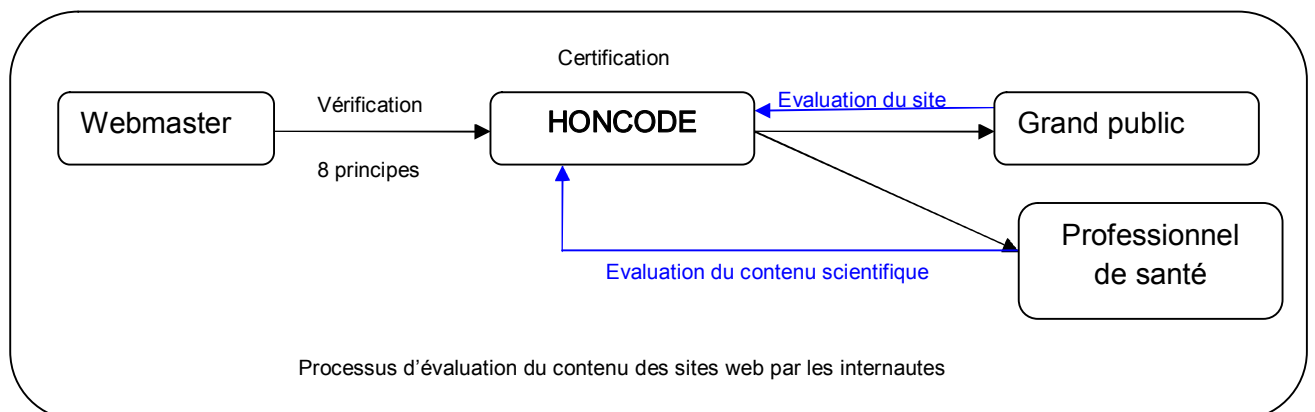 Certification
Webmaster
Vérification
8 principes
HONCODE
Evaluation du site
Grand public
Professionnel
de santé
Evaluation du contenu scientifique
Processus d’évaluation du contenu des sites web par les internautes